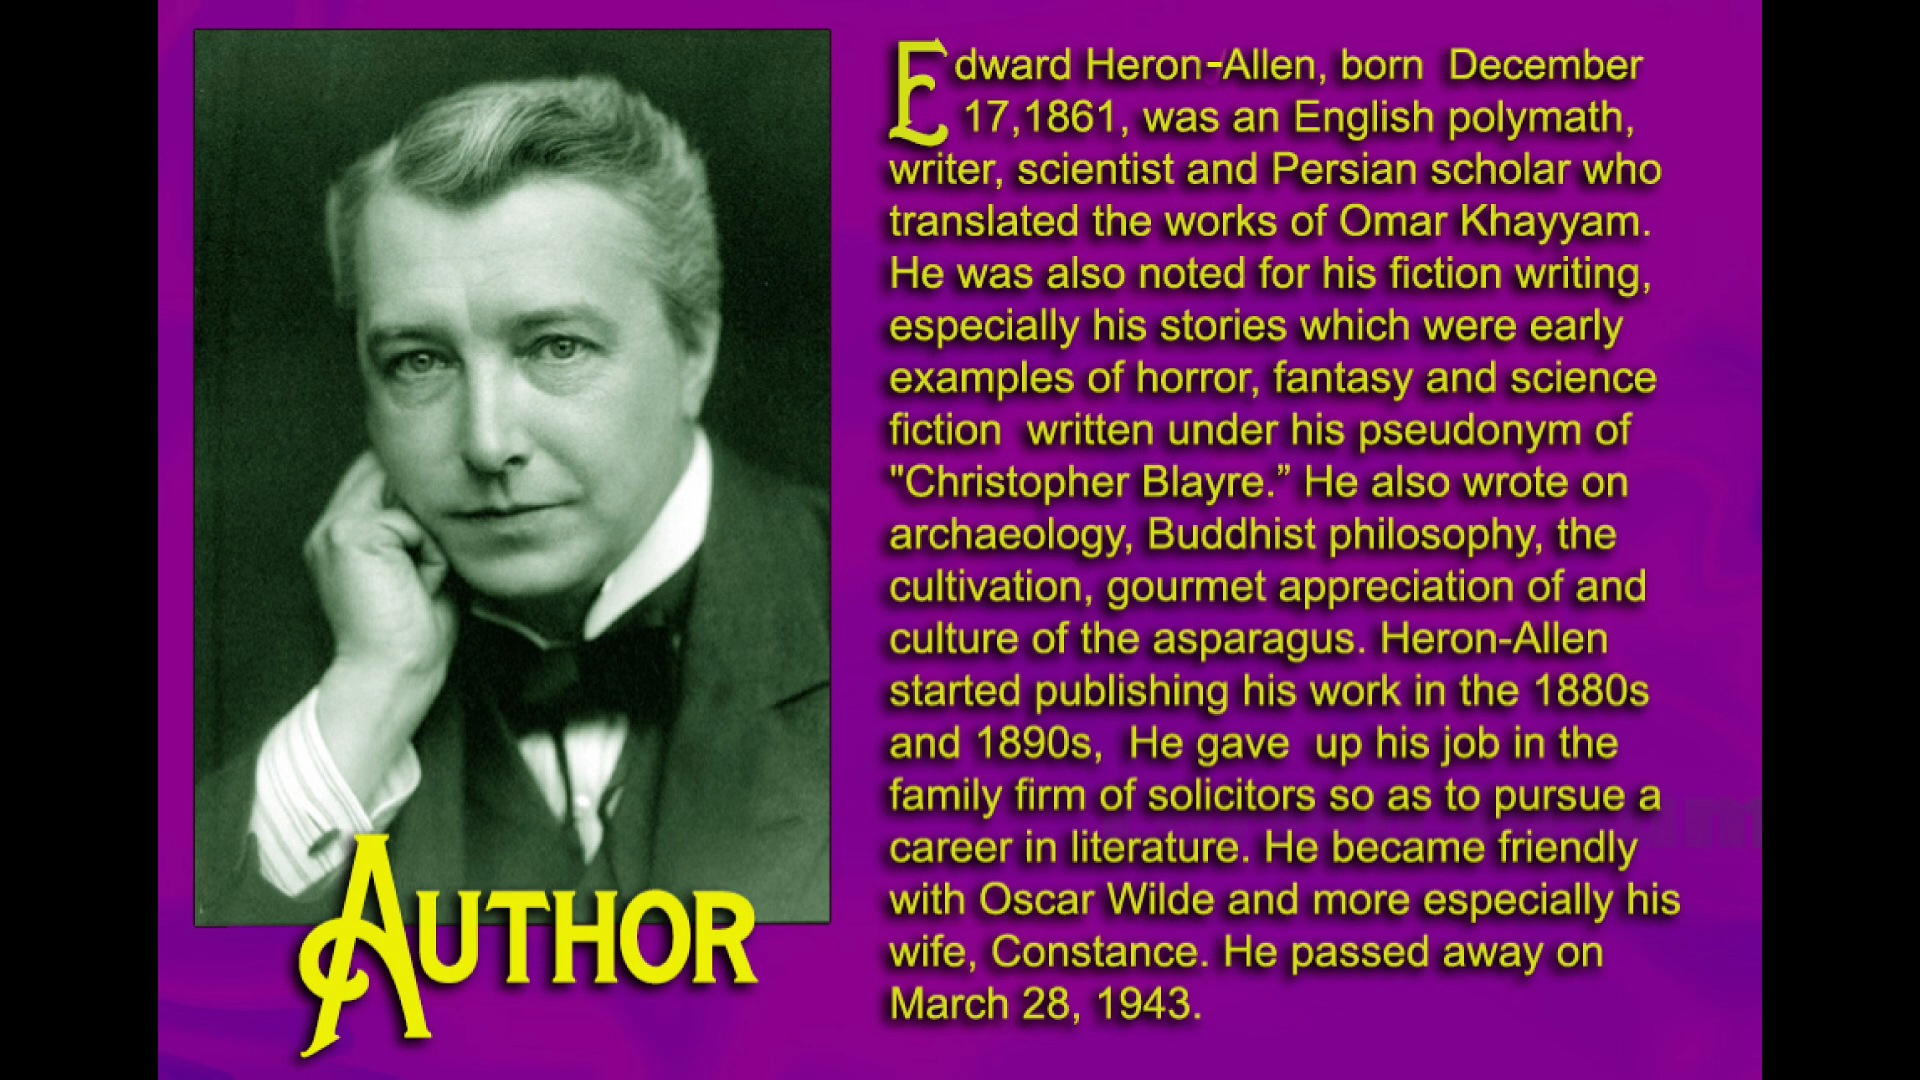 Edward Heron-Allen, born December
17,1861, was an English polymath,
writer, scientist and Persian scholar who
translated the works of Omar Khayyam.
He was also noted for his fiction writing,
especially his stories which were early
examples of horror, fantasy and science
fiction written under his pseudonym of
"Christopher Blayre.” He also wrote on
archaeology, Buddhist philosophy, the
cultivation, gourmet appreciation of and
culture of the asparagus. Heron-Allen
started publishing his work in the 1880s
and 1890s, He gave up his job in the
family firm of solicitors so as to pursue a
career in literature. He became friendly
with Oscar Wilde and more especially his
wife, Constance. He passed away on
March 28, 1943.
AUTHOR